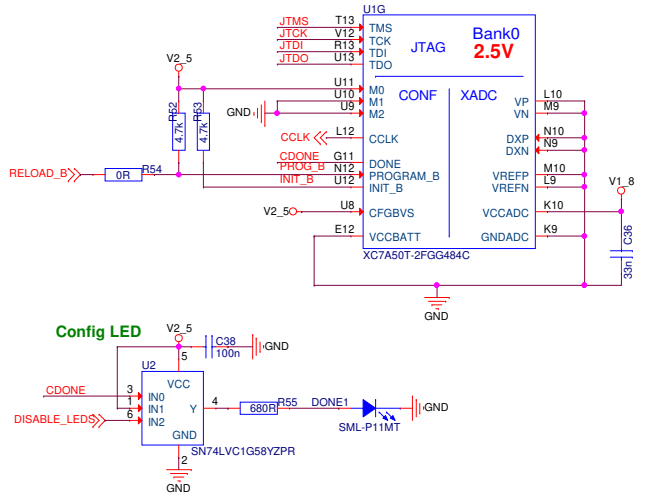 U1G
JTMS T13 TMS Bank0
JTCK V12 TCK JTAG 2.5V
JTDI R13 TDI
JTDO U13 TDO
V2_5
U11 M0 CONF XADC VP L10
U10 M1 VN M9
GND U9 M2
R52 4.7k R53 4.7k
CCLK L12 CCLK DXP N10
DXN N9
CDONE G11 DONE
RELOAD_B 0R R54 PROG_B N12 PROGRAM_B VREFP M10
INIT_B U12 INIT_B VREFN L9
V1_8
V2_5 U8 CFGBVS VCCADC K10
E12 VCCBATT GNDADC K9
C36 33n
XC7A50T-2FGG484C
GND
Config LED
V2_5
C38
100n
GND
U2 5
VCC
CDONE 3 IN0
1 IN1 Y 4 680R R55 DONE1 GND
DISABLE_LEDS 6 IN2
SML-P11MT
GND
SN74LVC1G58YZPR
2
GND